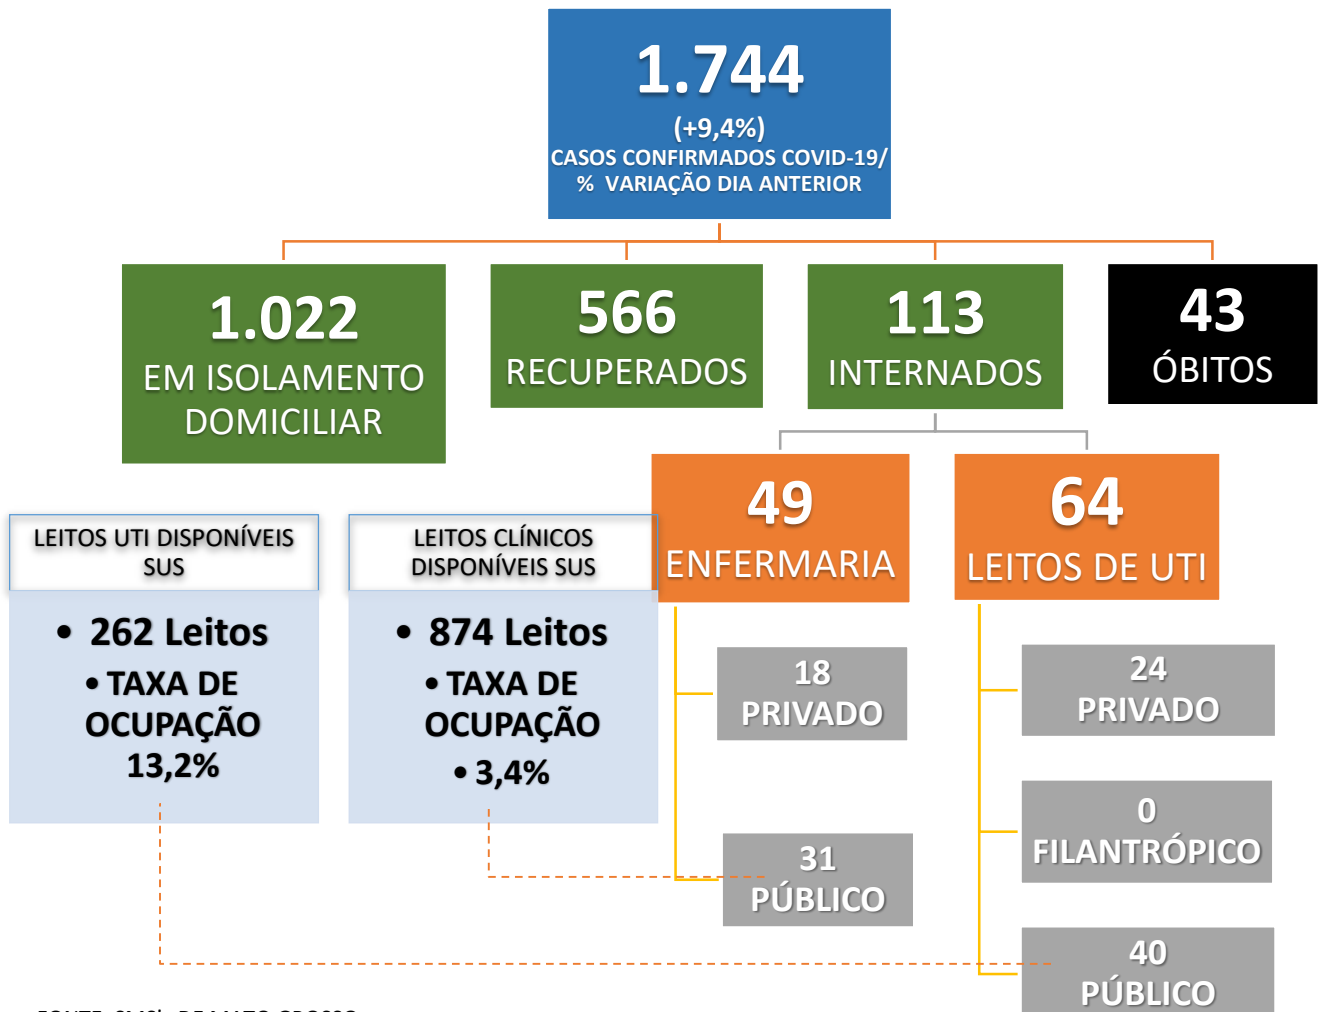 1.744
(+9,4%)
CASOS CONFIRMADOS COVID-19/
% VARIAÇÃO DIA ANTERIOR
1.022
EM ISOLAMENTO
DOMICILIAR
566
RECUPERADOS
113
INTERNADOS
43
ÓBITOS
49
ENFERMARIA
64
LEITOS DE UTI
LEITOS UTI DISPONÍVEIS
SUS
• 262 Leitos
• TAXA DE
OCUPAÇÃO
13,2%
LEITOS CLÍNICOS
DISPONÍVEIS SUS
• 874 Leitos
• TAXA DE
OCUPAÇÃO
• 3,4%
18
PRIVADO
31
PÚBLICO
24
PRIVADO
0
FILANTRÓPICO
40
PÚBLICO